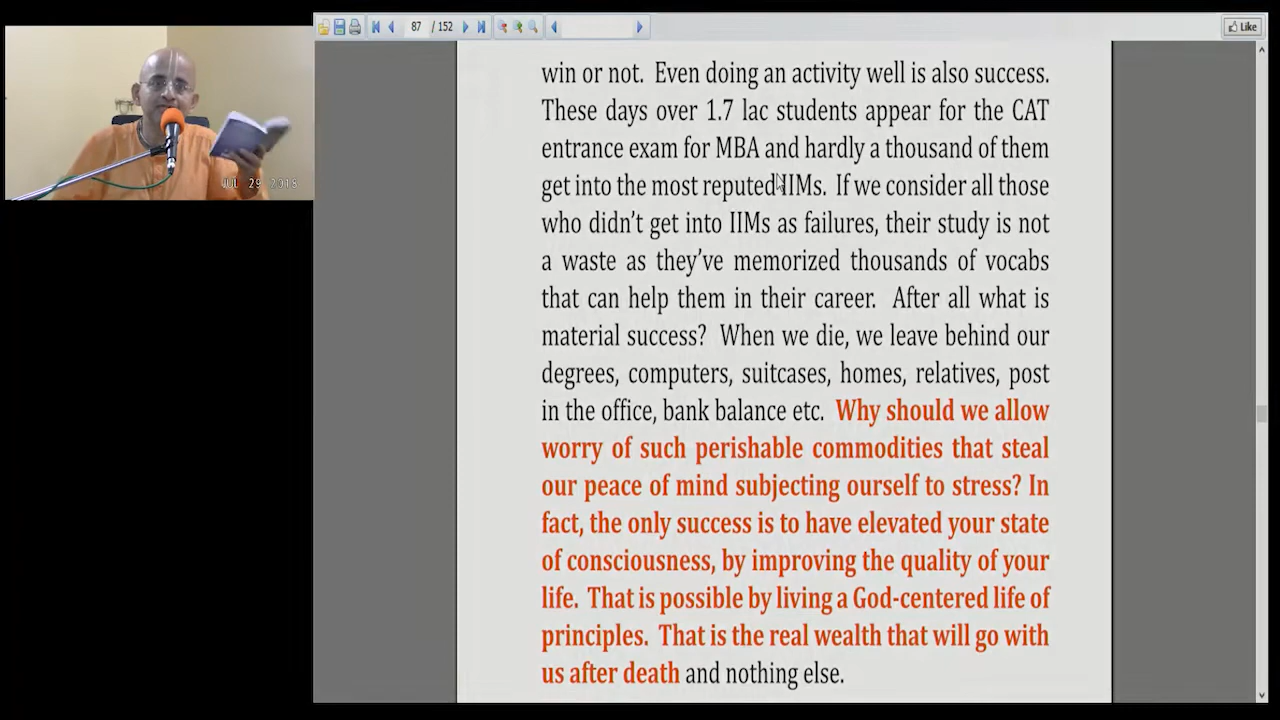 87 / 152
Like
win or not. Even doing an activity well is also success.
These days over 1.7 lac students appear for the CAT
entrance exam for MBA and hardly a thousand of them
get into the most reputed IIMs. If we consider all those
who didn't get into IIMs as failures, their study is not
a waste as they've memorized thousands of vocabs
that can help them in their career. After all what is
material success? When we die, we leave behind our
degrees, computers, suitcases, homes, relatives, post
in the office, bank balance etc. Why should we allow
worry of such perishable commodities that steal
our peace of mind subjecting ourself to stress? In
fact, the only success is to have elevated your state
of consciousness, by improving the quality of your
life. That is possible by living a God-centered life of
principles. That is the real wealth that will go with
us after death and nothing else.
JUL 29 2018